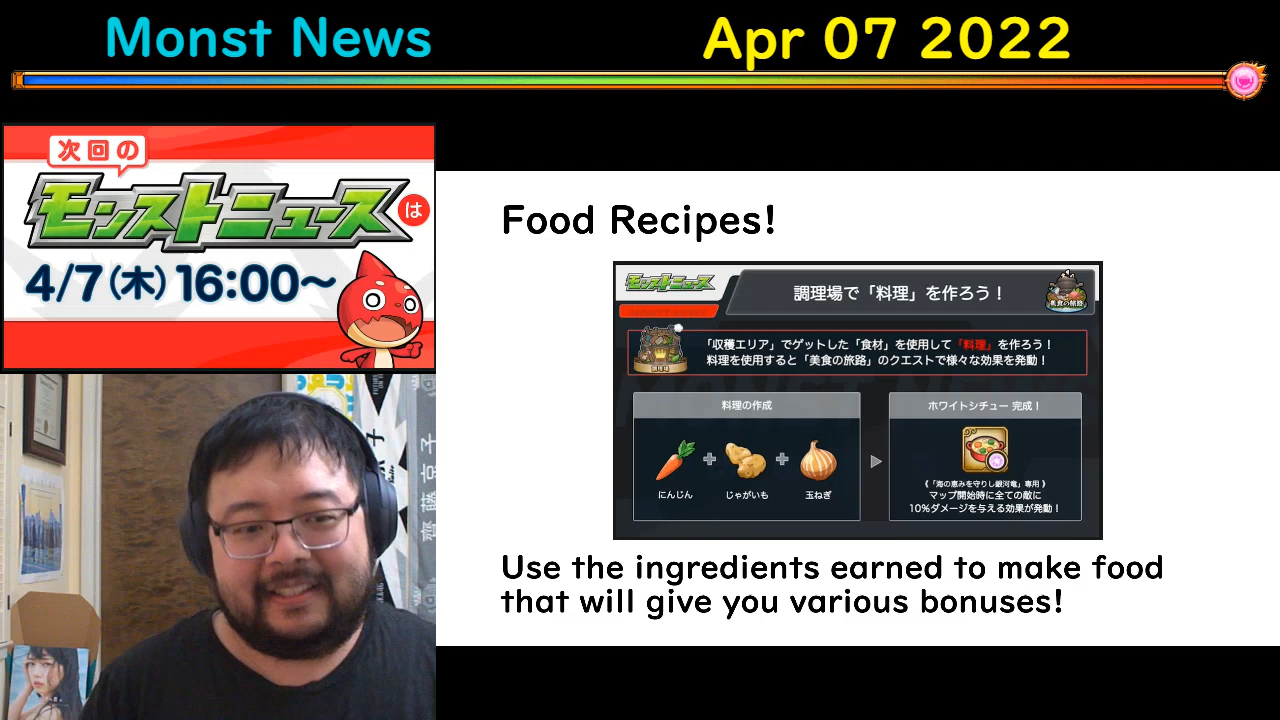 Monst News
Apr 07 2022
次回の
モンストニュースは
4/7(木)16:00～
Food Recipes!
モンストニュース
調理場で「料理」を作ろう！
美食の旅路
「収穫エリア」でゲットした「食材」を使用して「料理」を作ろう！
料理を使用すると「美食の旅路」のクエストで様々な効果を発動！
調理場
料理の作成
ホワイトシチュー 完成！
にんじん
じゃがいも
玉ねぎ
《「海の恵みを守りし銀河竜」専用》
マップ開始時に全ての敵に
10%ダメージを与える効果が発動！
Use the ingredients earned to make food
that will give you various bonuses!
齊藤京子